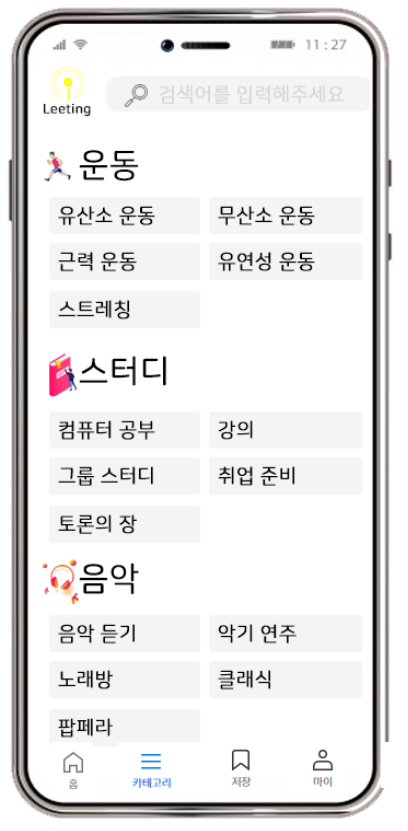 11:27
Leeting
검색어를 입력해주세요
운동
유산소 운동 무산소 운동
근력 운동 유연성 운동
스트레칭
스터디
컴퓨터 공부 강의
그룹 스터디 취업 준비
토론의 장
음악
음악 듣기 악기 연주
노래방 클래식
팝페라
홈 카테고리 저장 마이